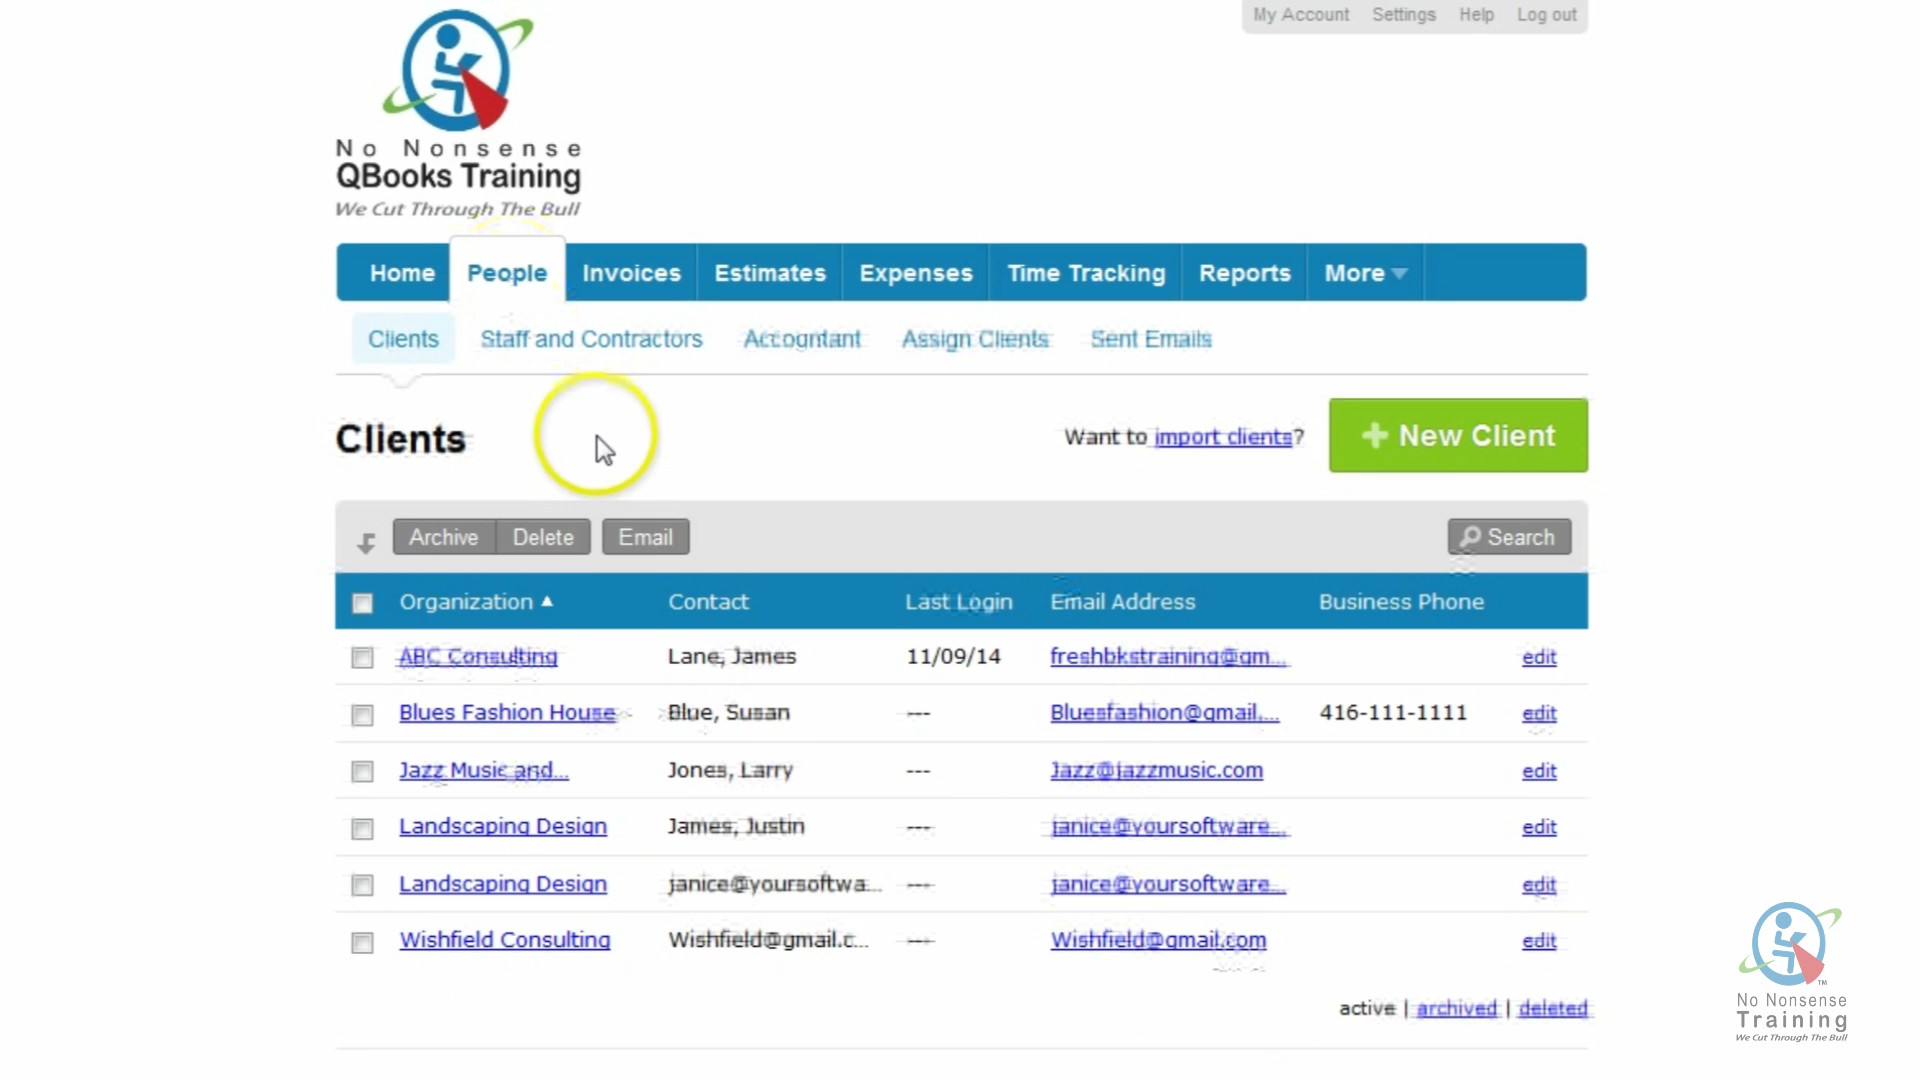 My Account Settings Help Log out
No Nonsense
QBooks Training
We Cut Through The Bull
Home People Invoices Estimates Expenses Time Tracking Reports More
Clients Staff and Contractors Accountant Assign Clients Sent Emails
Clients
Want to import clients?
+ New Client
Archive Delete Email Search
Organization Contact Last Login Email Address Business Phone
ABC Consulting Lane, James 11/09/14 freshbkstraining@gm... edit
Blues Fashion House Blue, Susan --- Bluesfashion@gmail.... 416-111-1111 edit
Jazz Music and... Jones, Larry --- Jazz@jazzmusic.com edit
Landscaping Design James, Justin --- janice@yoursoftware... edit
Landscaping Design janice@yoursoftwa... --- janice@yoursoftware... edit
Wishfield Consulting Wishfield@gmail.c... --- Wishfield@gmail.com edit
active | archived | deleted
TM
No Nonsense
Training
We Cut Through The Bull